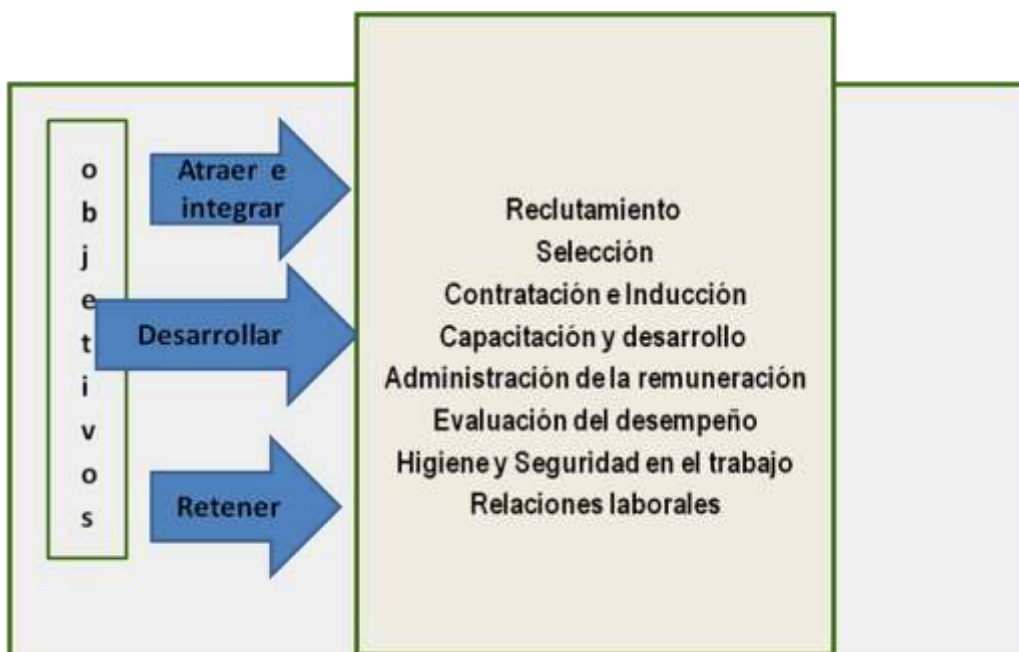 objetivos
Atraer e
integrar
Desarrollar
Retener
Reclutamiento
Selección
Contratación e Inducción
Capacitación y desarrollo
Administración de la remuneración
Evaluación del desempeño
Higiene y Seguridad en el trabajo
Relaciones laborales